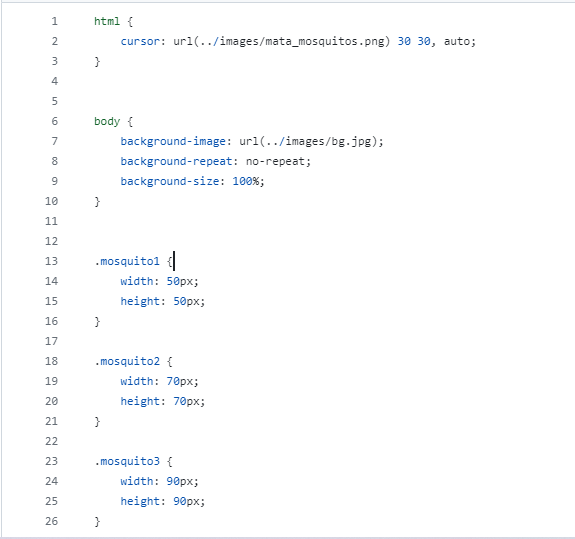 1 html {
2 cursor: url(../images/mata_mosquitos.png) 30 30, auto;
3 }
4
5
6 body {
7 background-image: url(../images/bg.jpg);
8 background-repeat: no-repeat;
9 background-size: 100%;
10 }
11
12
13 .mosquito1 {
14 width: 50px;
15 height: 50px;
16 }
17
18 .mosquito2 {
19 width: 70px;
20 height: 70px;
21 }
22
23 .mosquito3 {
24 width: 90px;
25 height: 90px;
26 }